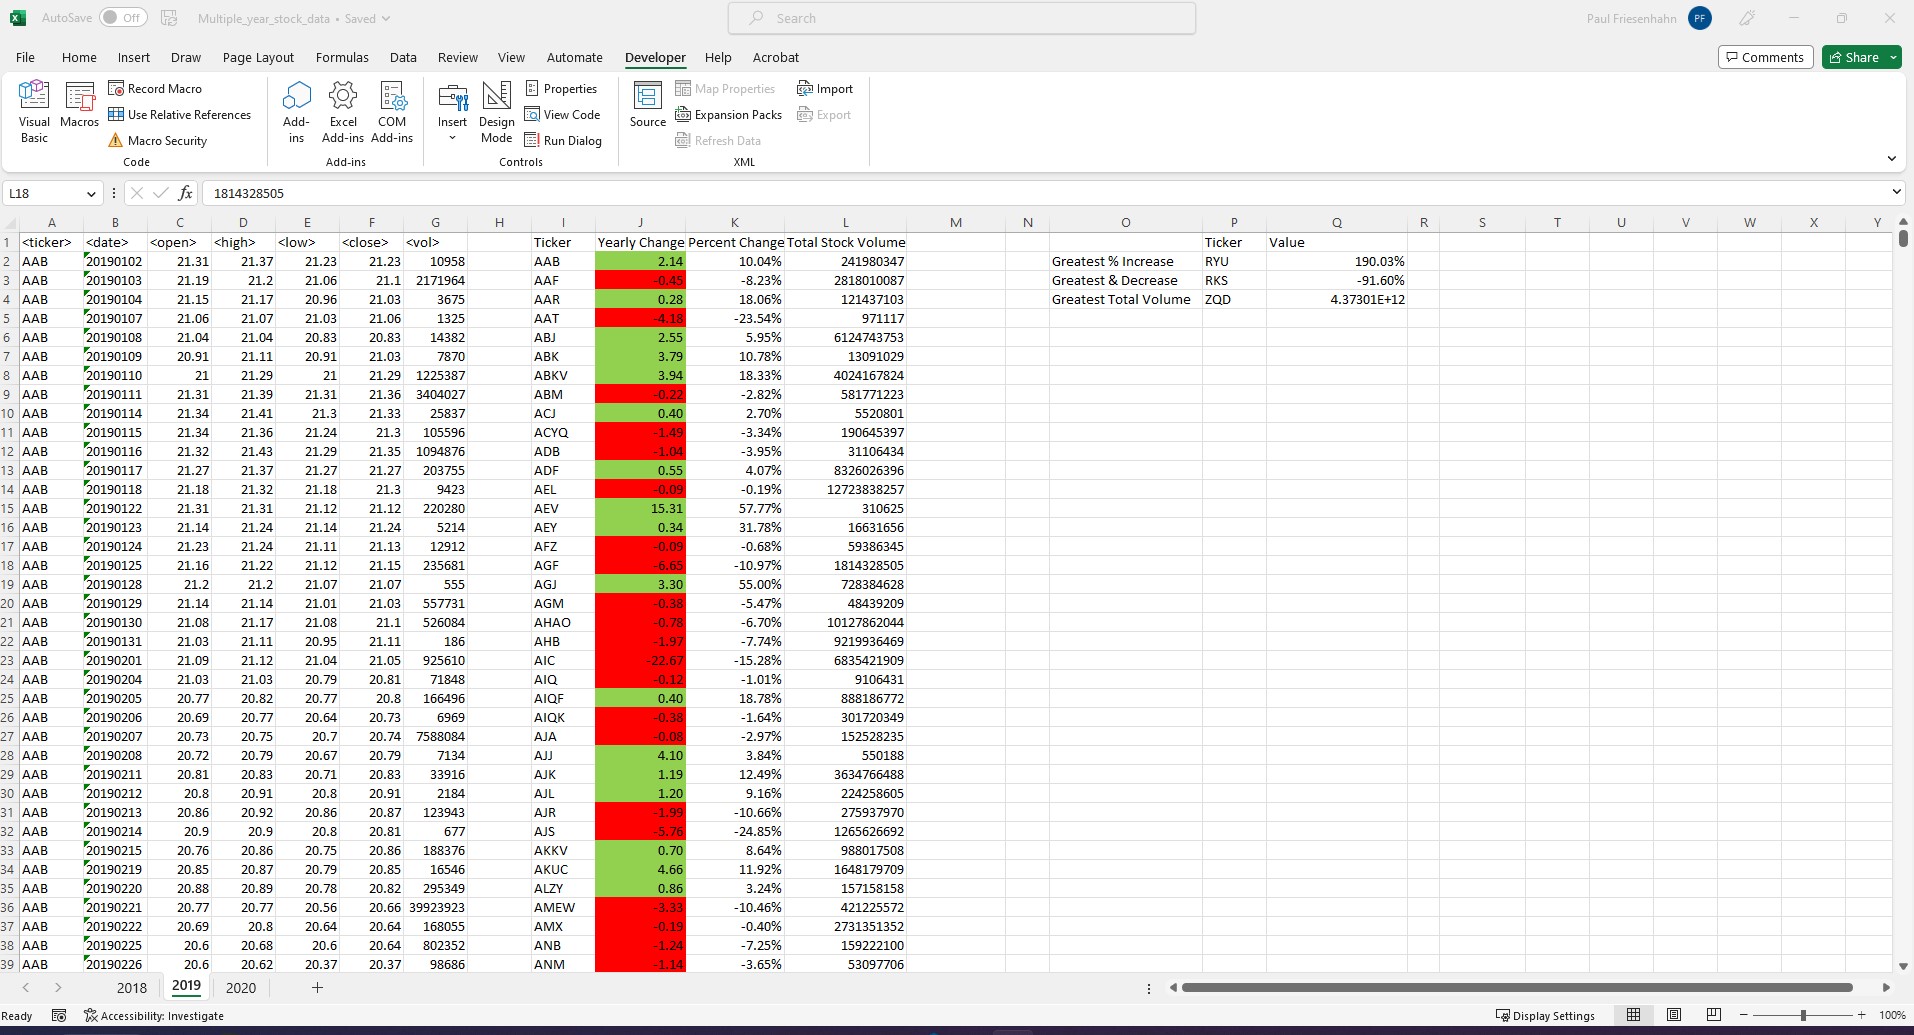 AutoSave Off Multiple_year_stock_data • Saved Search Paul Friesenhahn PF
File Home Insert Draw Page Layout Formulas Data Review View Automate Developer Help Acrobat Comments Share
Visual Basic
Macros
Record Macro
Use Relative References
Macro Security
Code
Add-ins
Excel Add-ins
COM Add-ins
Add-ins
Insert
Design Mode
Properties
View Code
Run Dialog
Controls
Source
Map Properties
Expansion Packs
Refresh Data
Import
Export
XML
L18 fx 1814328505
A B C D E F G H I J K L M N O P Q R S T U V W X Y
1 <ticker> <date> <open> <high> <low> <close> <vol> Ticker Yearly Change Percent Change Total Stock Volume Ticker Value
2 AAB 20190102 21.31 21.37 21.23 21.23 10958 AAB 2.14 10.04% 241980347 Greatest % Increase RYU 190.03%
3 AAB 20190103 21.19 21.2 21.06 21.1 2171964 AAF -0.45 -8.23% 2818010087 Greatest & Decrease RKS -91.60%
4 AAB 20190104 21.15 21.17 20.96 21.03 3675 AAR 0.28 18.06% 121437103 Greatest Total Volume ZQD 4.37301E+12
5 AAB 20190107 21.06 21.07 21.03 21.06 1325 AAT -4.18 -23.54% 971117
6 AAB 20190108 21.04 21.04 20.83 20.83 14382 ABJ 2.55 5.95% 6124743753
7 AAB 20190109 20.91 21.11 20.91 21.03 7870 ABK 3.79 10.78% 13091029
8 AAB 20190110 21 21.29 21 21.29 1225387 ABKV 3.94 18.33% 4024167824
9 AAB 20190111 21.31 21.39 21.31 21.36 3404027 ABM -0.22 -2.82% 581771223
10 AAB 20190114 21.34 21.41 21.3 21.33 25837 ACJ 0.40 2.70% 5520801
11 AAB 20190115 21.34 21.36 21.24 21.3 105596 ACYQ -1.49 -3.34% 190645397
12 AAB 20190116 21.32 21.43 21.29 21.35 1094876 ADB -1.04 -3.95% 31106434
13 AAB 20190117 21.27 21.37 21.27 21.27 203755 ADF 0.55 4.07% 8326026396
14 AAB 20190118 21.18 21.32 21.18 21.3 9423 AEL -0.09 -0.19% 12723838257
15 AAB 20190122 21.31 21.31 21.12 21.12 220280 AEV 15.31 57.77% 310625
16 AAB 20190123 21.14 21.24 21.14 21.24 5214 AEY 0.34 31.78% 16631656
17 AAB 20190124 21.23 21.24 21.11 21.13 12912 AFZ -0.09 -0.68% 59386345
18 AAB 20190125 21.16 21.22 21.12 21.15 235681 AGF -6.65 -10.97% 1814328505
19 AAB 20190128 21.2 21.2 21.07 21.07 555 AGJ 3.30 55.00% 728384628
20 AAB 20190129 21.14 21.14 21.01 21.03 557731 AGM -0.38 -5.47% 48439209
21 AAB 20190130 21.08 21.17 21.08 21.1 526084 AHAO -0.78 -6.70% 10127862044
22 AAB 20190131 21.03 21.11 20.95 21.11 186 AHB -1.97 -7.74% 9219936469
23 AAB 20190201 21.09 21.12 21.04 21.05 925610 AIC -22.67 -15.28% 6835421909
24 AAB 20190204 21.03 21.03 20.79 20.81 71848 AIQ -0.12 -1.01% 9106431
25 AAB 20190205 20.77 20.82 20.77 20.8 166496 AIQF 0.40 18.78% 888186772
26 AAB 20190206 20.69 20.77 20.64 20.73 6969 AIQK -0.38 -1.64% 301720349
27 AAB 20190207 20.73 20.75 20.7 20.74 7588084 AJA -0.08 -2.97% 152528235
28 AAB 20190208 20.72 20.79 20.67 20.79 7134 AJJ 4.10 3.84% 550188
29 AAB 20190211 20.81 20.83 20.71 20.83 33916 AJK 1.19 12.49% 3634766488
30 AAB 20190212 20.8 20.91 20.8 20.91 2184 AJL 1.20 9.16% 224258605
31 AAB 20190213 20.86 20.92 20.86 20.87 123943 AJR -1.99 -10.66% 275937970
32 AAB 20190214 20.9 20.9 20.8 20.81 677 AJS -5.76 -24.85% 1265626692
33 AAB 20190215 20.76 20.86 20.75 20.86 188376 AKKV 0.70 8.64% 988017508
34 AAB 20190219 20.85 20.87 20.79 20.85 16546 AKUC 4.66 11.92% 1648179709
35 AAB 20190220 20.88 20.89 20.78 20.82 295349 ALZY 0.86 3.24% 157158158
36 AAB 20190221 20.77 20.77 20.56 20.66 39923923 AMEW -3.33 -10.46% 421225572
37 AAB 20190222 20.69 20.8 20.64 20.64 168055 AMX -0.19 -0.40% 2731351352
38 AAB 20190225 20.6 20.68 20.6 20.64 802352 ANB -1.24 -7.25% 159222100
39 AAB 20190226 20.6 20.62 20.37 20.37 98686 ANM -1.14 -3.65% 53097706
2018 2019 2020 +
Ready Accessibility: Investigate Display Settings 100%